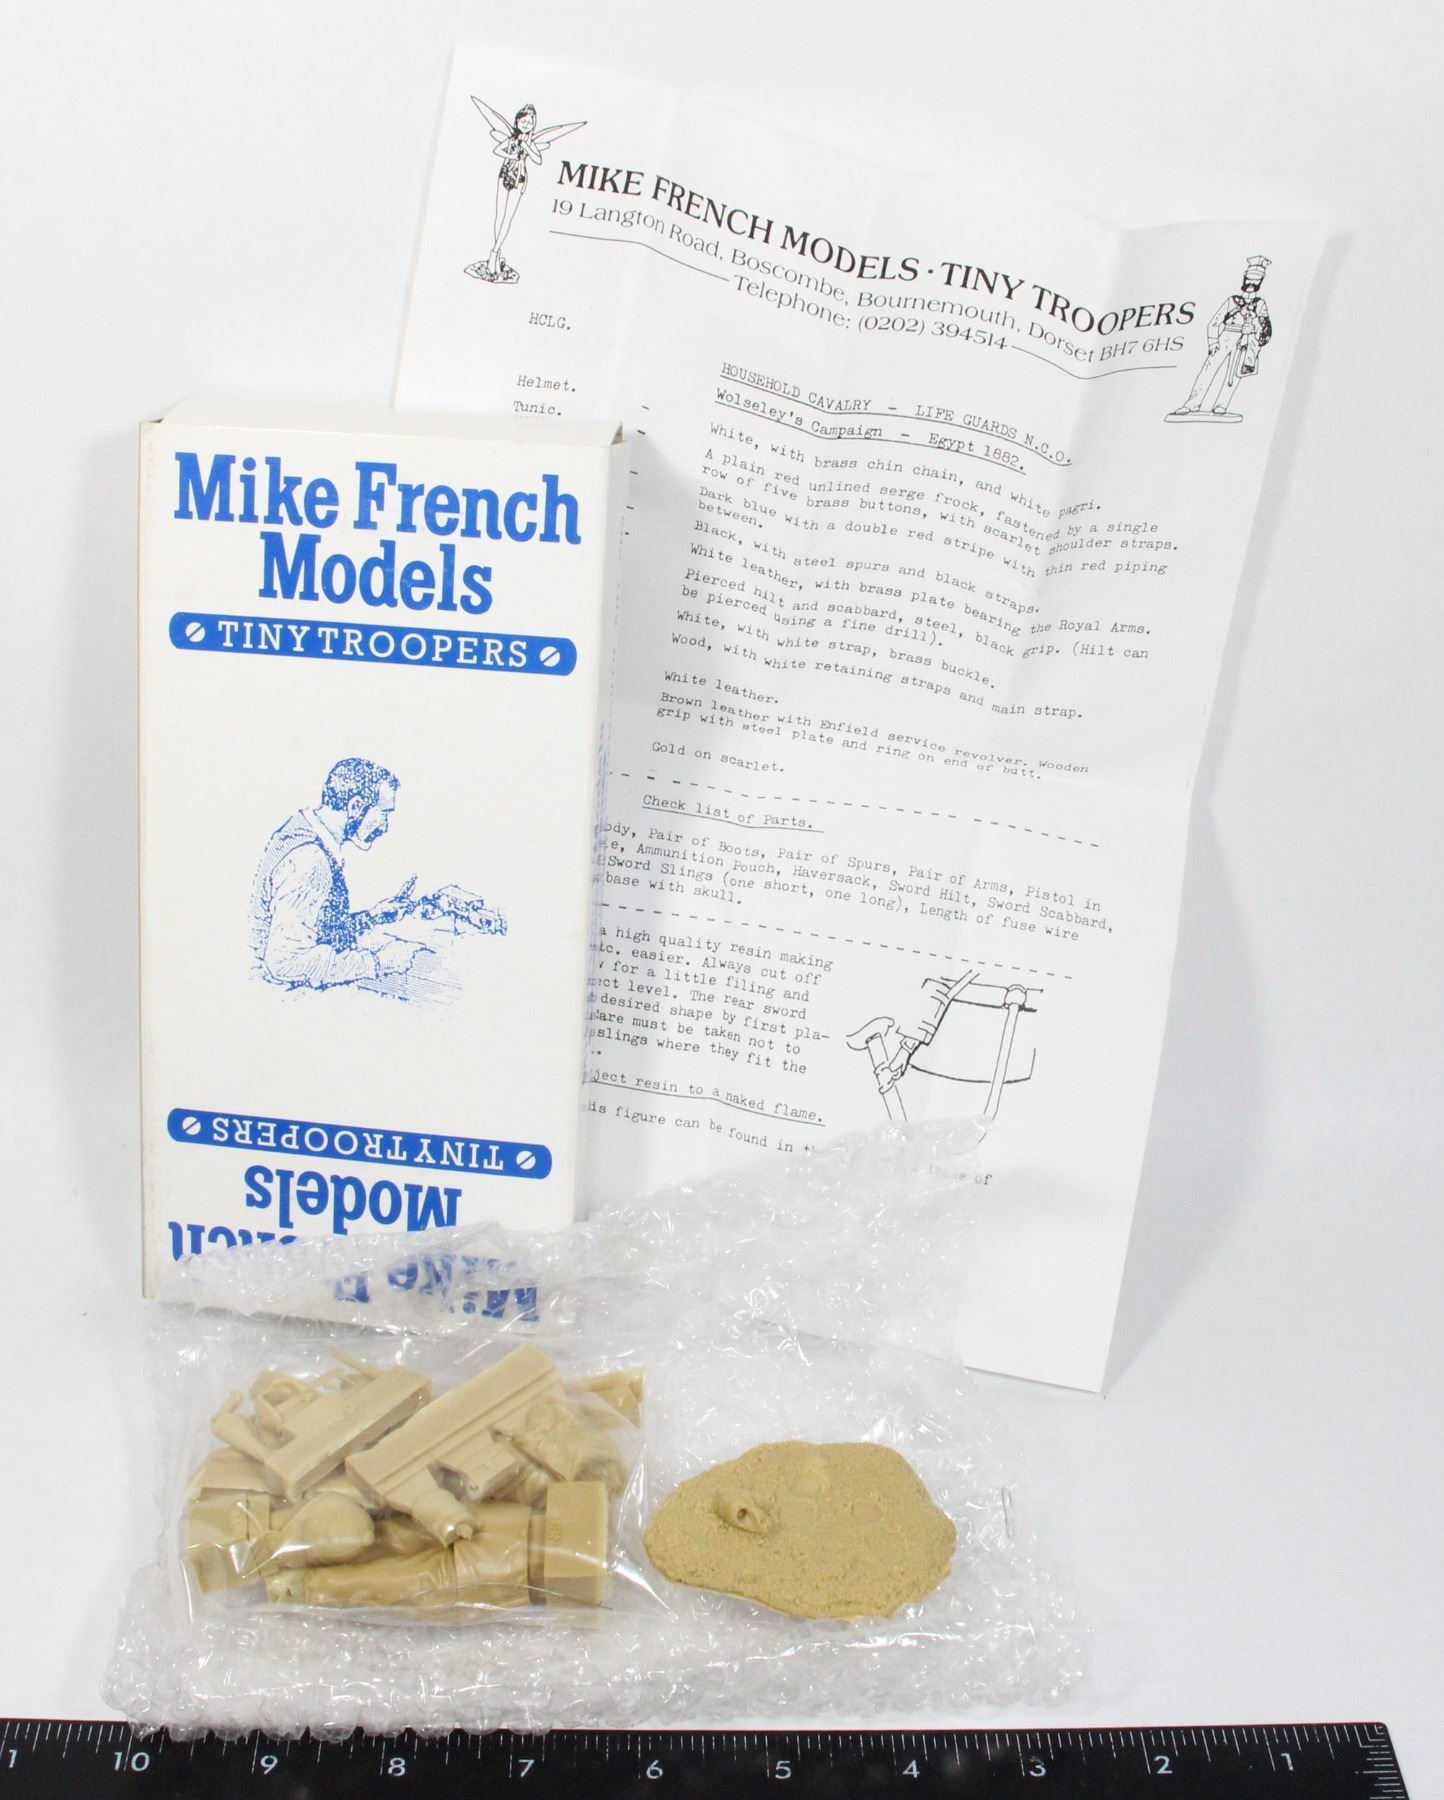 MIKE FRENCH MODELS · TINY TROOPERS
19 Langton Road, Boscombe, Bournemouth, Dorset BH7 6HS
Telephone: (0202) 394514
HCLG.
HOUSEHOLD CAVALRY - LIFE GUARDS N.C.O.
Wolseley's Campaign - Egypt 1882.
Helmet. - White, with brass chin chain, and white pagri.
Tunic. - A plain red unlined serge frock, fastened by a single
row of five brass buttons, with scarlet shoulder straps.
Dark blue with a double red stripe with thin red piping
between.
Black, with steel spurs and black straps.
White leather, with brass plate bearing the Royal Arms.
Pierced hilt and scabbard, steel, black grip. (Hilt can
be pierced using a fine drill).
White, with white strap, brass buckle.
Wood, with white retaining straps and main strap.
White leather.
Brown leather with Enfield service revolver. Wooden
grip with steel plate and ring on end of butt.
Gold on scarlet.
Check list of Parts.
Pair of Boots, Pair of Spurs, Pair of Arms, Pistol in
Ammunition Pouch, Haversack, Sword Hilt, Sword Scabbard,
Sword Slings (one short, one long), Length of fuse wire
base with skull.
a high quality resin making
etc. easier. Always cut off
for a little filing and
level. The rear sword
desired shape by first pla-
Care must be taken not to
slings where they fit the
resin to a naked flame.
figure can be found in
issue of
Mike French
Models
TINY TROOPERS
TINY TROOPERS
Models
Mike
1 10 9 8 7 6 5 4 3 2 1